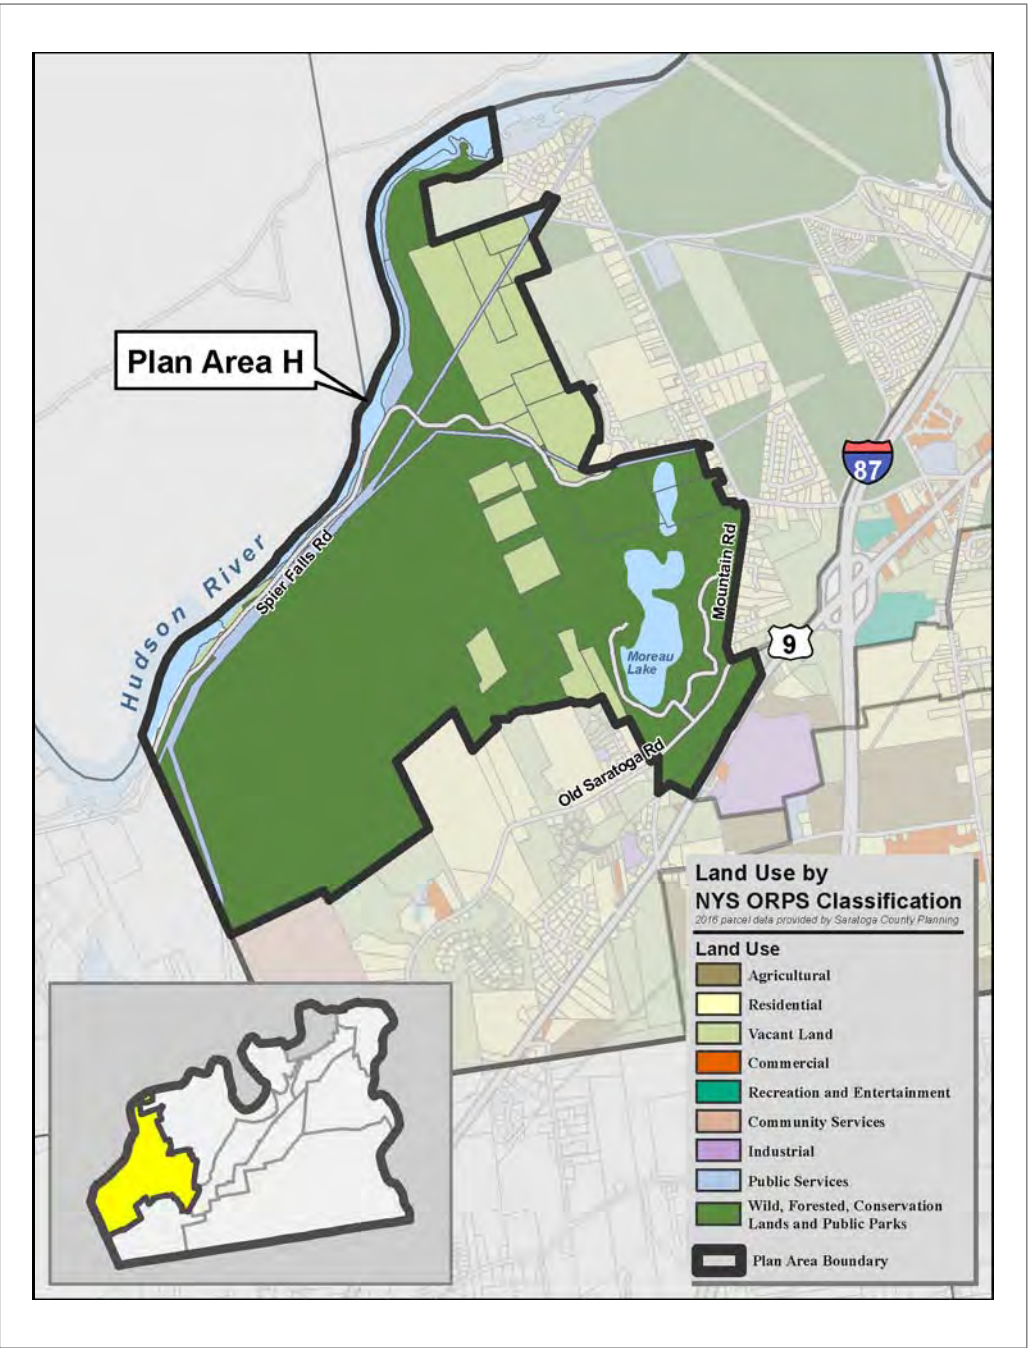 Plan Area H
87
Hudson River
Spier Falls Rd
Mountain Rd
9
Moreau
Lake
Old Saratoga Rd
Land Use by
NYS ORPS Classification
2016 parcel data provided by Saratoga County Planning
Land Use
Agricultural
Residential
Vacant Land
Commercial
Recreation and Entertainment
Community Services
Industrial
Public Services
Wild, Forested, Conservation
Lands and Public Parks
Plan Area Boundary